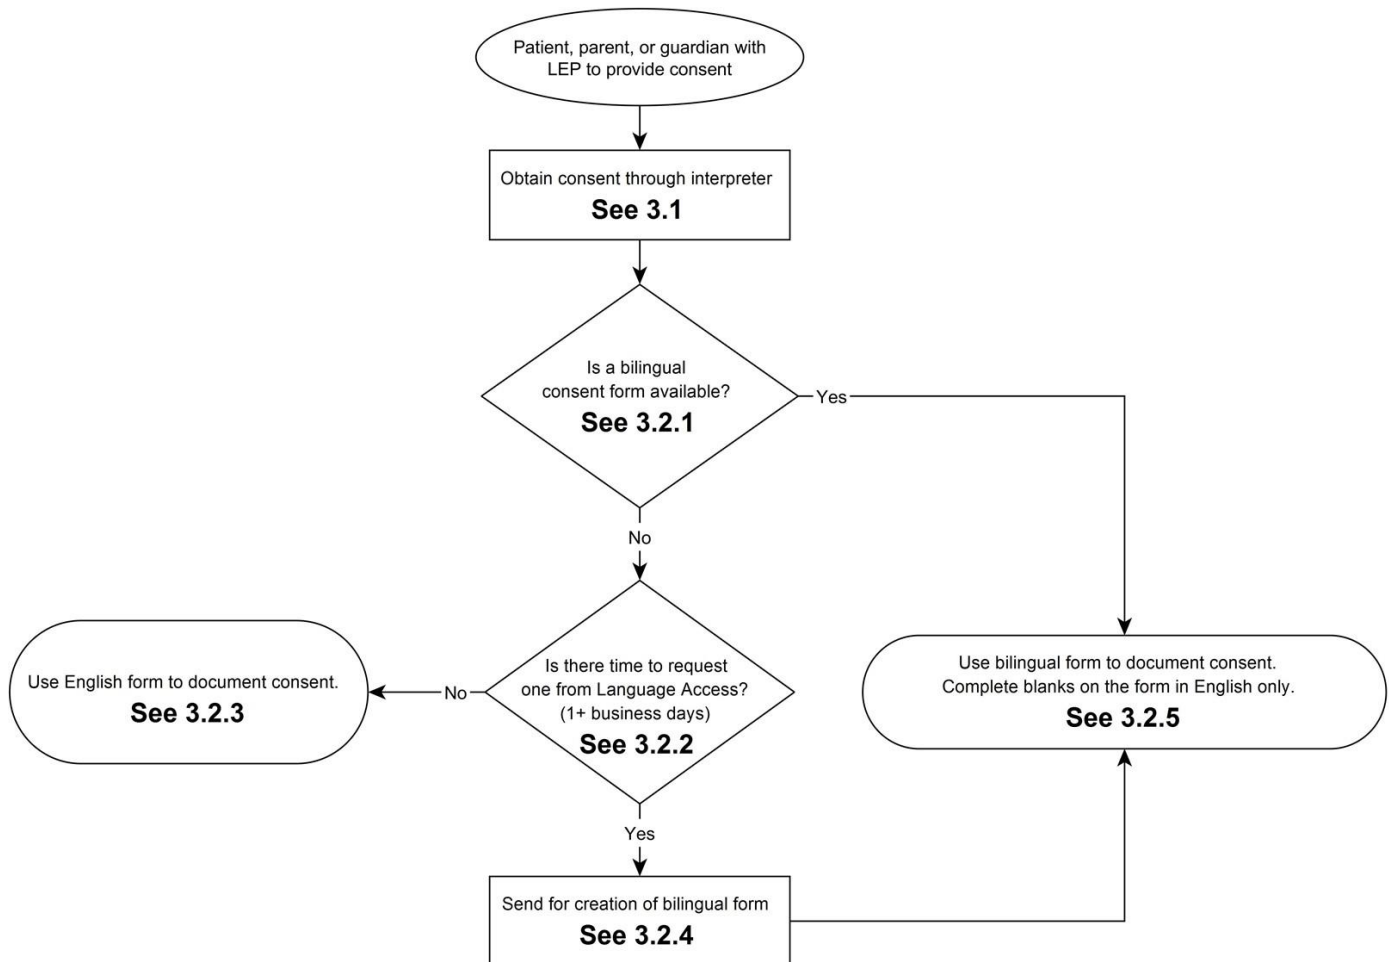 Patient, parent, or guardian with
LEP to provide consent
Obtain consent through interpreter
See 3.1
Is a bilingual
consent form available?
See 3.2.1
Yes
No
Is there time to request
one from Language Access?
(1+ business days)
See 3.2.2
No
Use English form to document consent.
See 3.2.3
Yes
Send for creation of bilingual form
See 3.2.4
Use bilingual form to document consent.
Complete blanks on the form in English only.
See 3.2.5